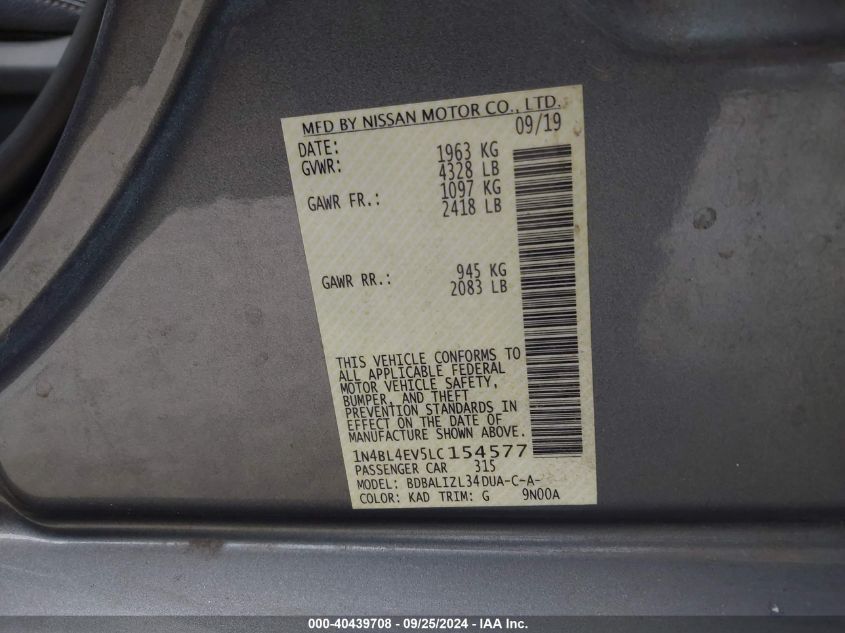 MFD BY NISSAN MOTOR CO., LTD.
DATE: 09/19
GVWR: 1963 KG
4328 LB
GAWR FR.: 1097 KG
2418 LB
GAWR RR.: 945 KG
2083 LB
THIS VEHICLE CONFORMS TO
ALL APPLICABLE FEDERAL
MOTOR VEHICLE SAFETY,
BUMPER, AND THEFT
PREVENTION STANDARDS IN
EFFECT ON THE DATE OF
MANUFACTURE SHOWN ABOVE.
1N4BL4EV5LC154577
PASSENGER CAR 315
MODEL: BDBALIZL34DUA-C-A-
COLOR: KAD TRIM: G 9N00A
000-40439708 - 09/25/2024 - IAA Inc.